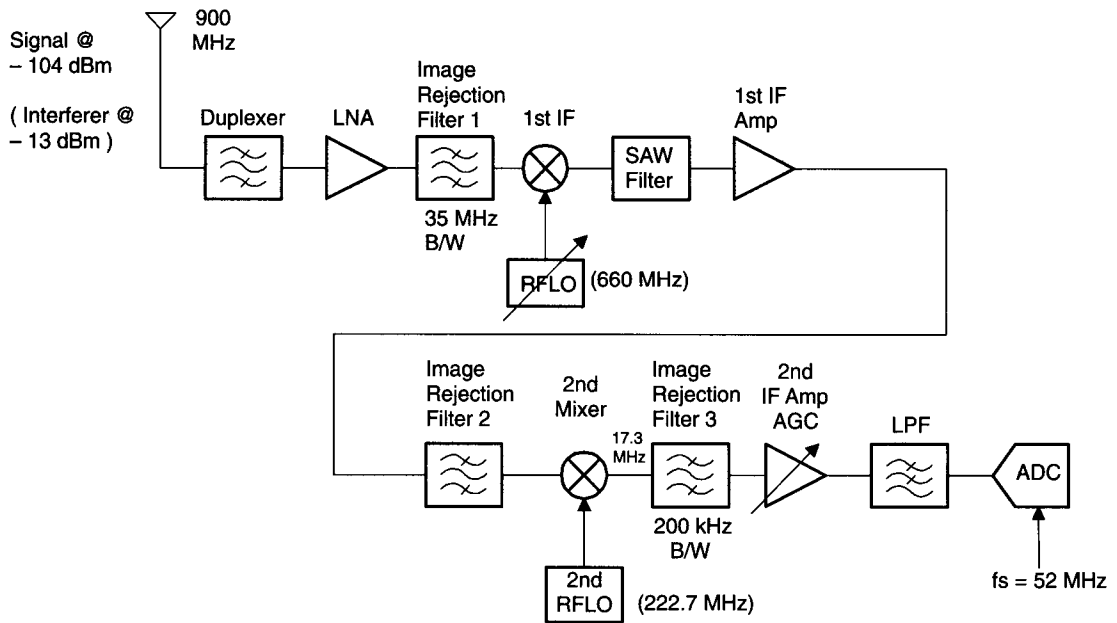 900
MHz
Signal @
– 104 dBm
( Interferer @
– 13 dBm )
Duplexer
LNA
Image
Rejection
Filter 1
35 MHz
B/W
1st IF
RFLO
(660 MHz)
SAW
Filter
1st IF
Amp
Image
Rejection
Filter 2
2nd
Mixer
2nd
RFLO
(222.7 MHz)
17.3
MHz
Image
Rejection
Filter 3
200 kHz
B/W
2nd
IF Amp
AGC
LPF
ADC
fs = 52 MHz